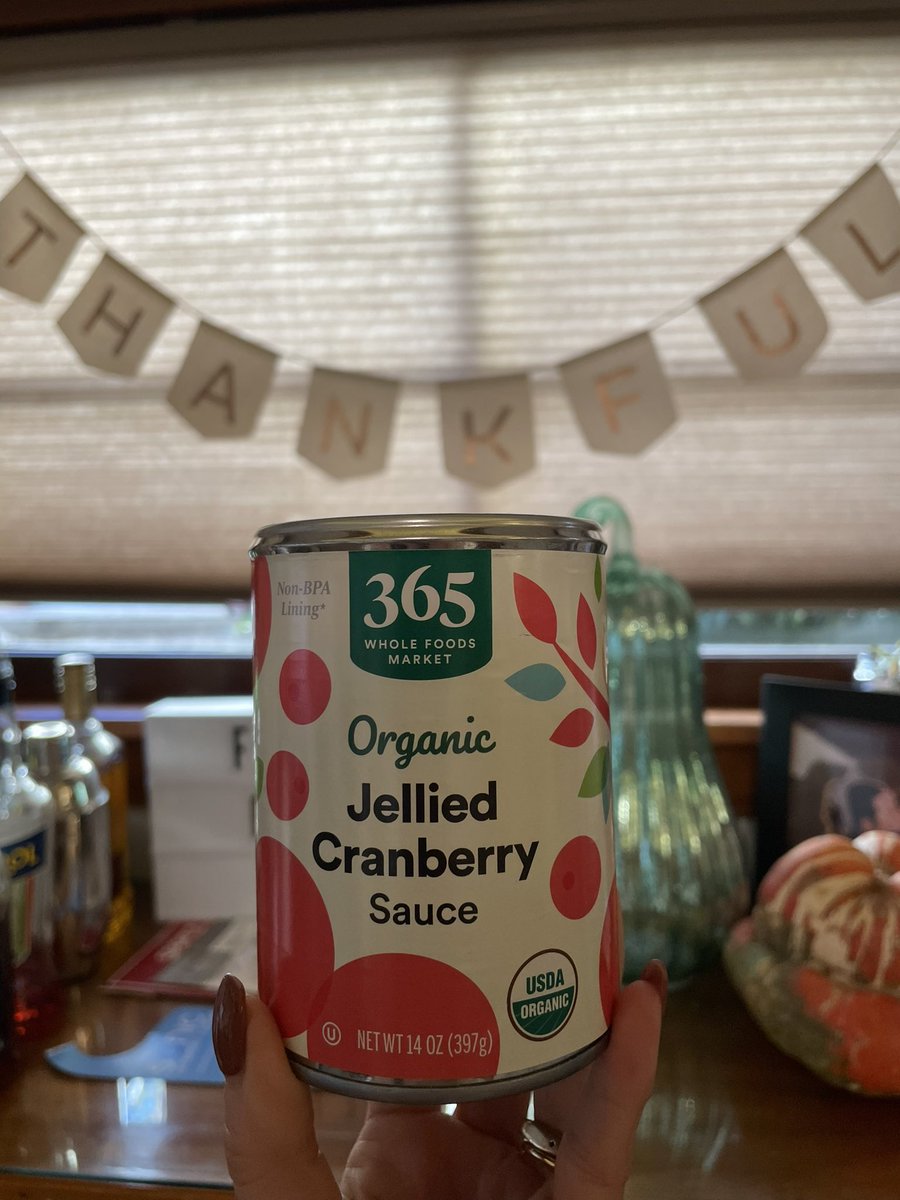 THANKFUL
Non-BPA
Lining*
365
WHOLE FOODS
MARKET
Organic
Jellied
Cranberry
Sauce
USDA
ORGANIC
U
NET WT 14 OZ (397g)
F